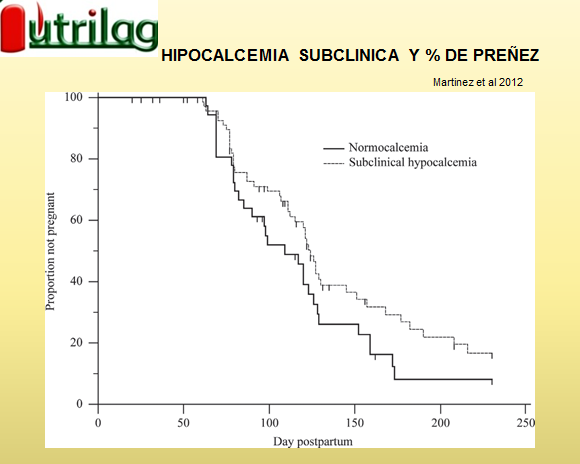 utrilag
HIPOCALCEMIA SUBCLINICA Y % DE PREÑEZ
Martinez et al 2012
Proportion not pregnant
100
80
60
40
20
0
Normocalcemia
Subclinical hypocalcemia
0 50 100 150 200 250
Day postpartum